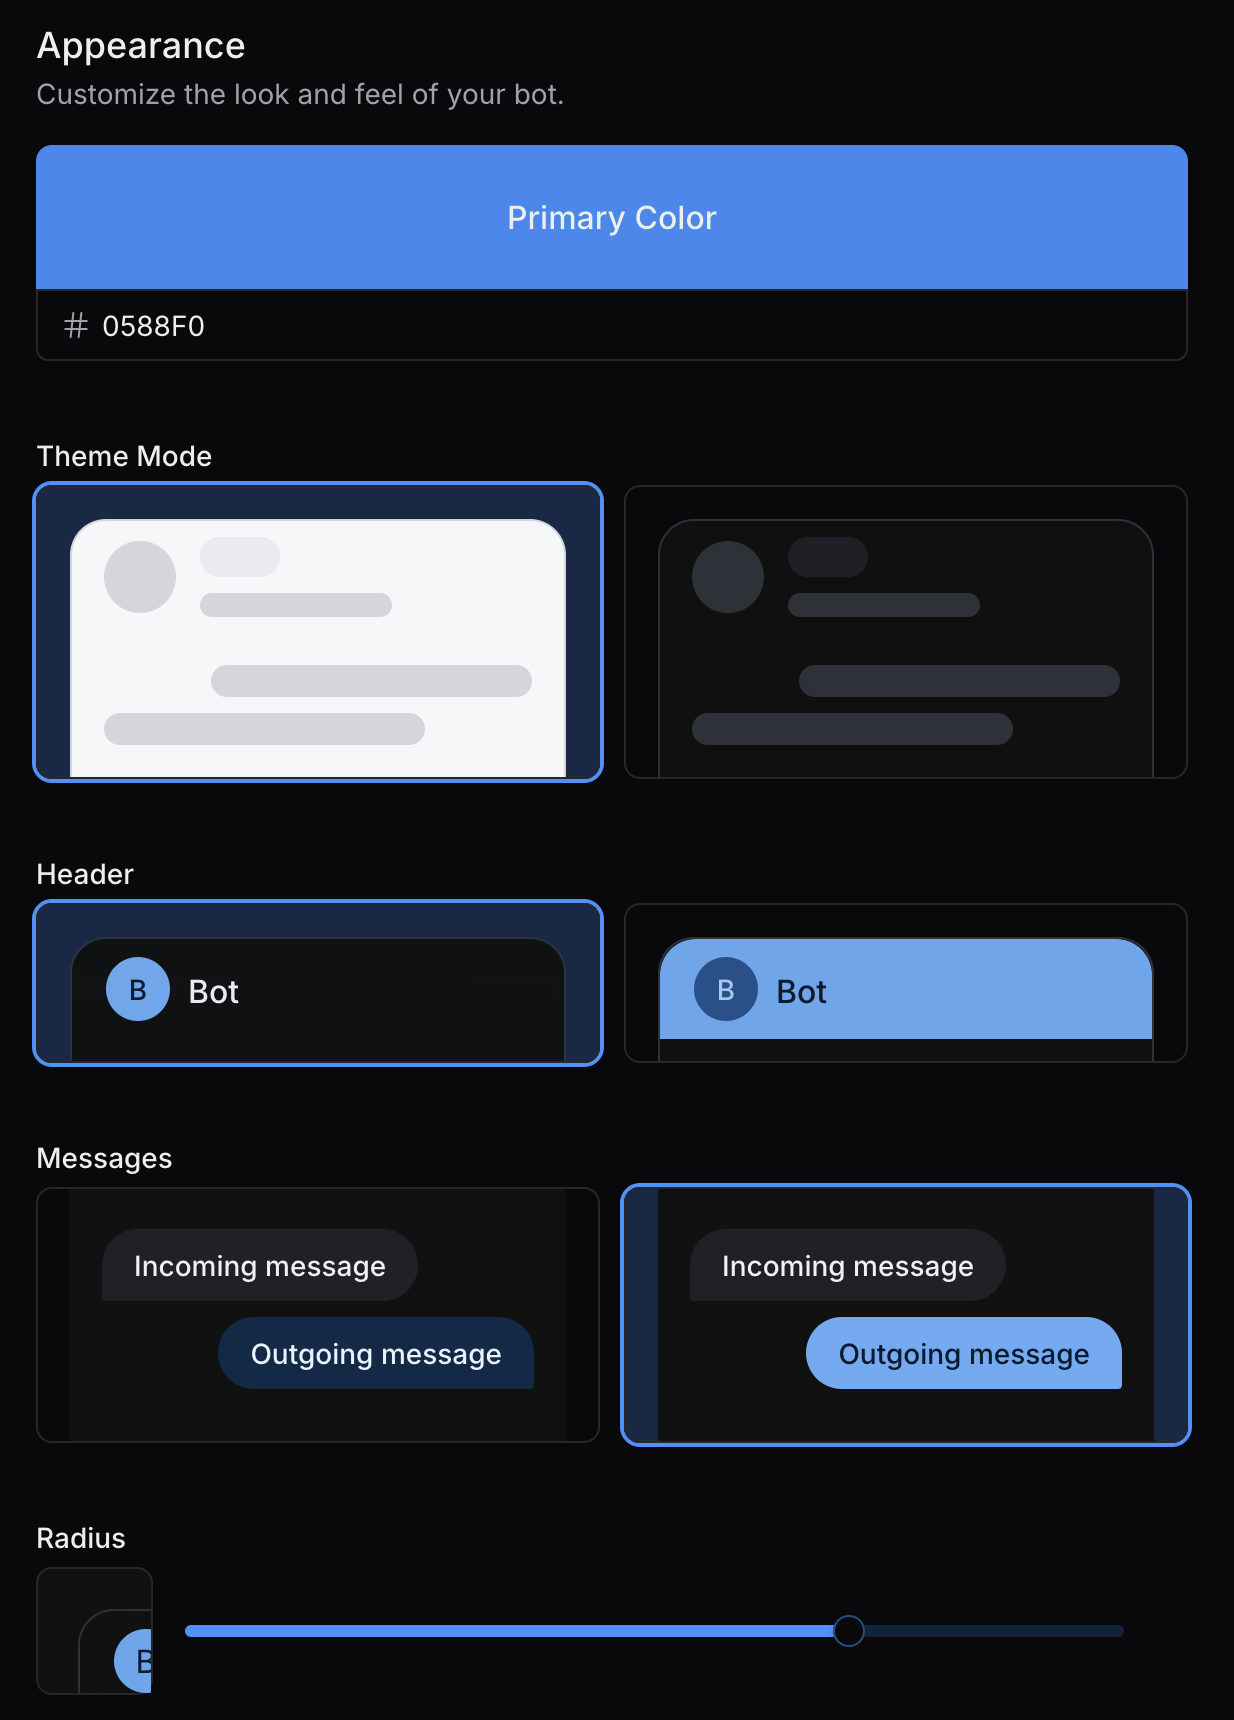 Appearance
Customize the look and feel of your bot.
Primary Color
# 0588F0
Theme Mode
Header
B Bot
B Bot
Messages
Incoming message
Outgoing message
Incoming message
Outgoing message
Radius
B